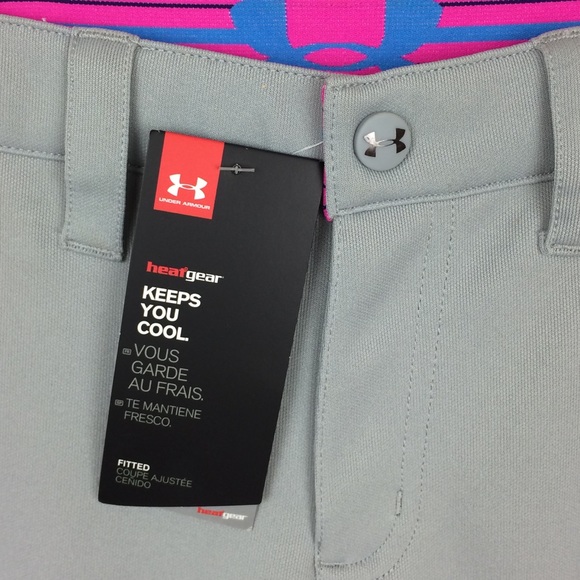 UNDER ARMOUR
heatgear
KEEPS
YOU
COOL.
VOUS
GARDE
AU FRAIS.
TE MANTIENE
FRESCO.
FITTED
COUPE AJUSTÉE
CEÑIDO
heatgear